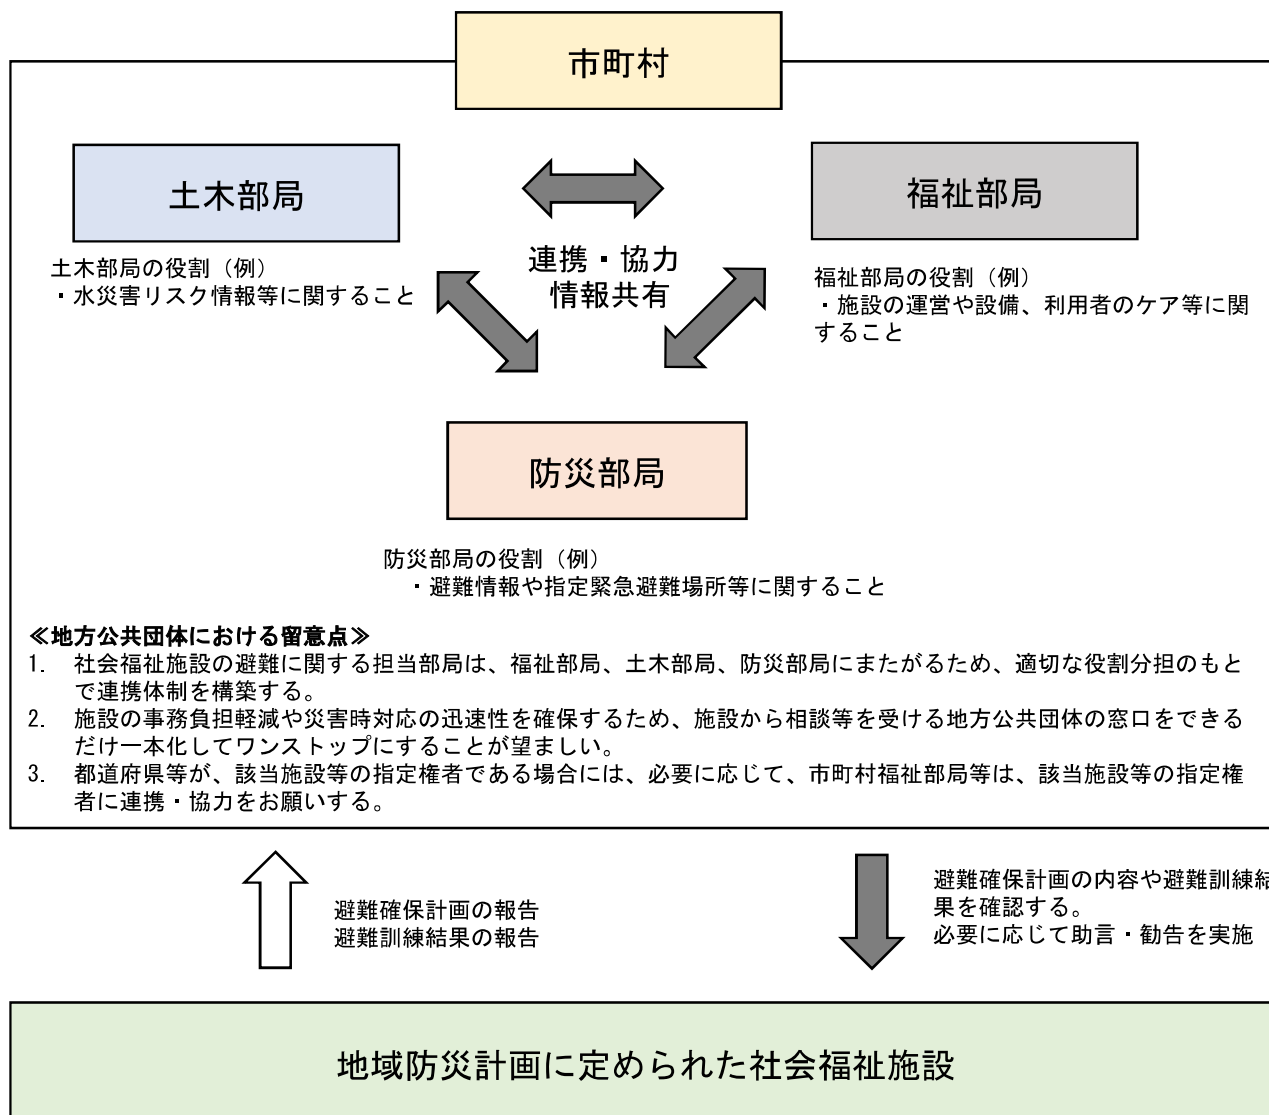 市町村
土木部局
福祉部局
土木部局の役割（例）
・水災害リスク情報等に関すること
連携・協力
情報共有
福祉部局の役割（例）
・施設の運営や設備、利用者のケア等に関
すること
防災部局
防災部局の役割（例）
・避難情報や指定緊急避難場所等に関すること
≪地方公共団体における留意点≫
1. 社会福祉施設の避難に関する担当部局は、福祉部局、土木部局、防災部局にまたがるため、適切な役割分担のもと
で連携体制を構築する。
2. 施設の事務負担軽減や災害時対応の迅速性を確保するため、施設から相談等を受ける地方公共団体の窓口をできる
だけ一本化してワンストップにすることが望ましい。
3. 都道府県等が、該当施設等の指定権者である場合には、必要に応じて、市町村福祉部局等は、該当施設等の指定権
者に連携・協力をお願いする。
避難確保計画の報告
避難訓練結果の報告
避難確保計画の内容や避難訓練結
果を確認する。
必要に応じて助言・勧告を実施
地域防災計画に定められた社会福祉施設